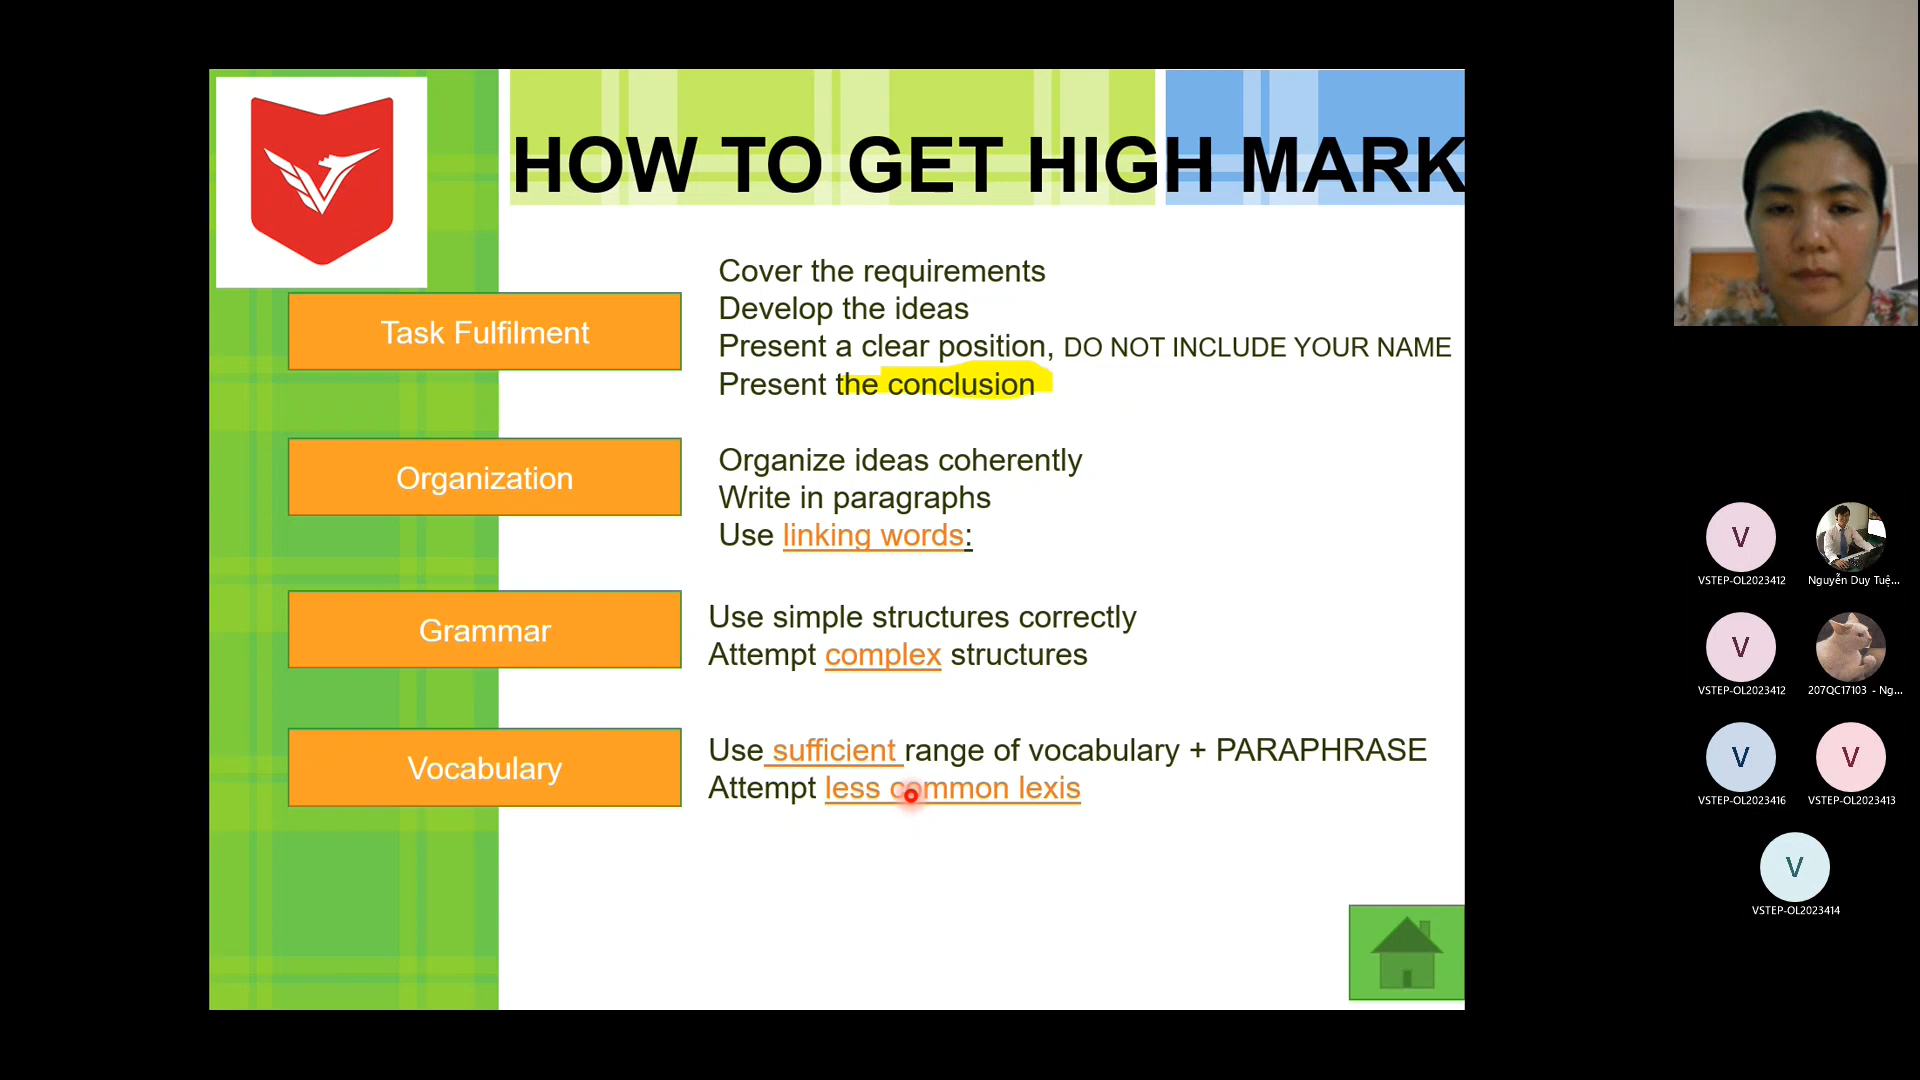 HOW TO GET HIGH MARK
Task Fulfilment
Cover the requirements
Develop the ideas
Present a clear position, DO NOT INCLUDE YOUR NAME
Present the conclusion
Organization
Organize ideas coherently
Write in paragraphs
Use linking words:
Grammar
Use simple structures correctly
Attempt complex structures
Vocabulary
Use sufficient range of vocabulary + PARAPHRASE
Attempt less common lexis
V
VSTEP-OL2023412
Nguyễn Duy Tuệ...
V
VSTEP-OL2023412
207QC17103 - Ng...
V
VSTEP-OL2023416
V
VSTEP-OL2023413
V
VSTEP-OL2023414